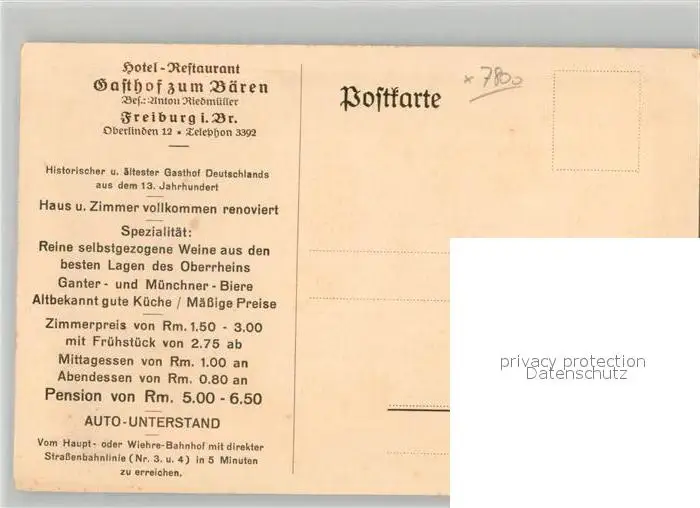 Hotel-Restaurant
Gasthof zum Bären
Bes.: Anton Riedmüller
Freiburg i. Br.
Oberlinden 12 • Telephon 3392
Historischer u. ältester Gasthof Deutschlands
aus dem 13. Jahrhundert
Haus u. Zimmer vollkommen renoviert
Spezialität:
Reine selbstgezogene Weine aus den
besten Lagen des Oberrheins
Ganter- und Münchner-Biere
Altbekannt gute Küche / Mäßige Preise
Zimmerpreis von Rm. 1.50 - 3.00
mit Frühstück von 2.75 ab
Mittagessen von Rm. 1.00 an
Abendessen von Rm. 0.80 an
Pension von Rm. 5.00 - 6.50
AUTO-UNTERSTAND
Vom Haupt- oder Wiehre-Bahnhof mit direkter
Straßenbahnlinie (Nr. 3. u. 4) in 5 Minuten
zu erreichen.
Postkarte
x 7800
privacy protection
Datenschutz